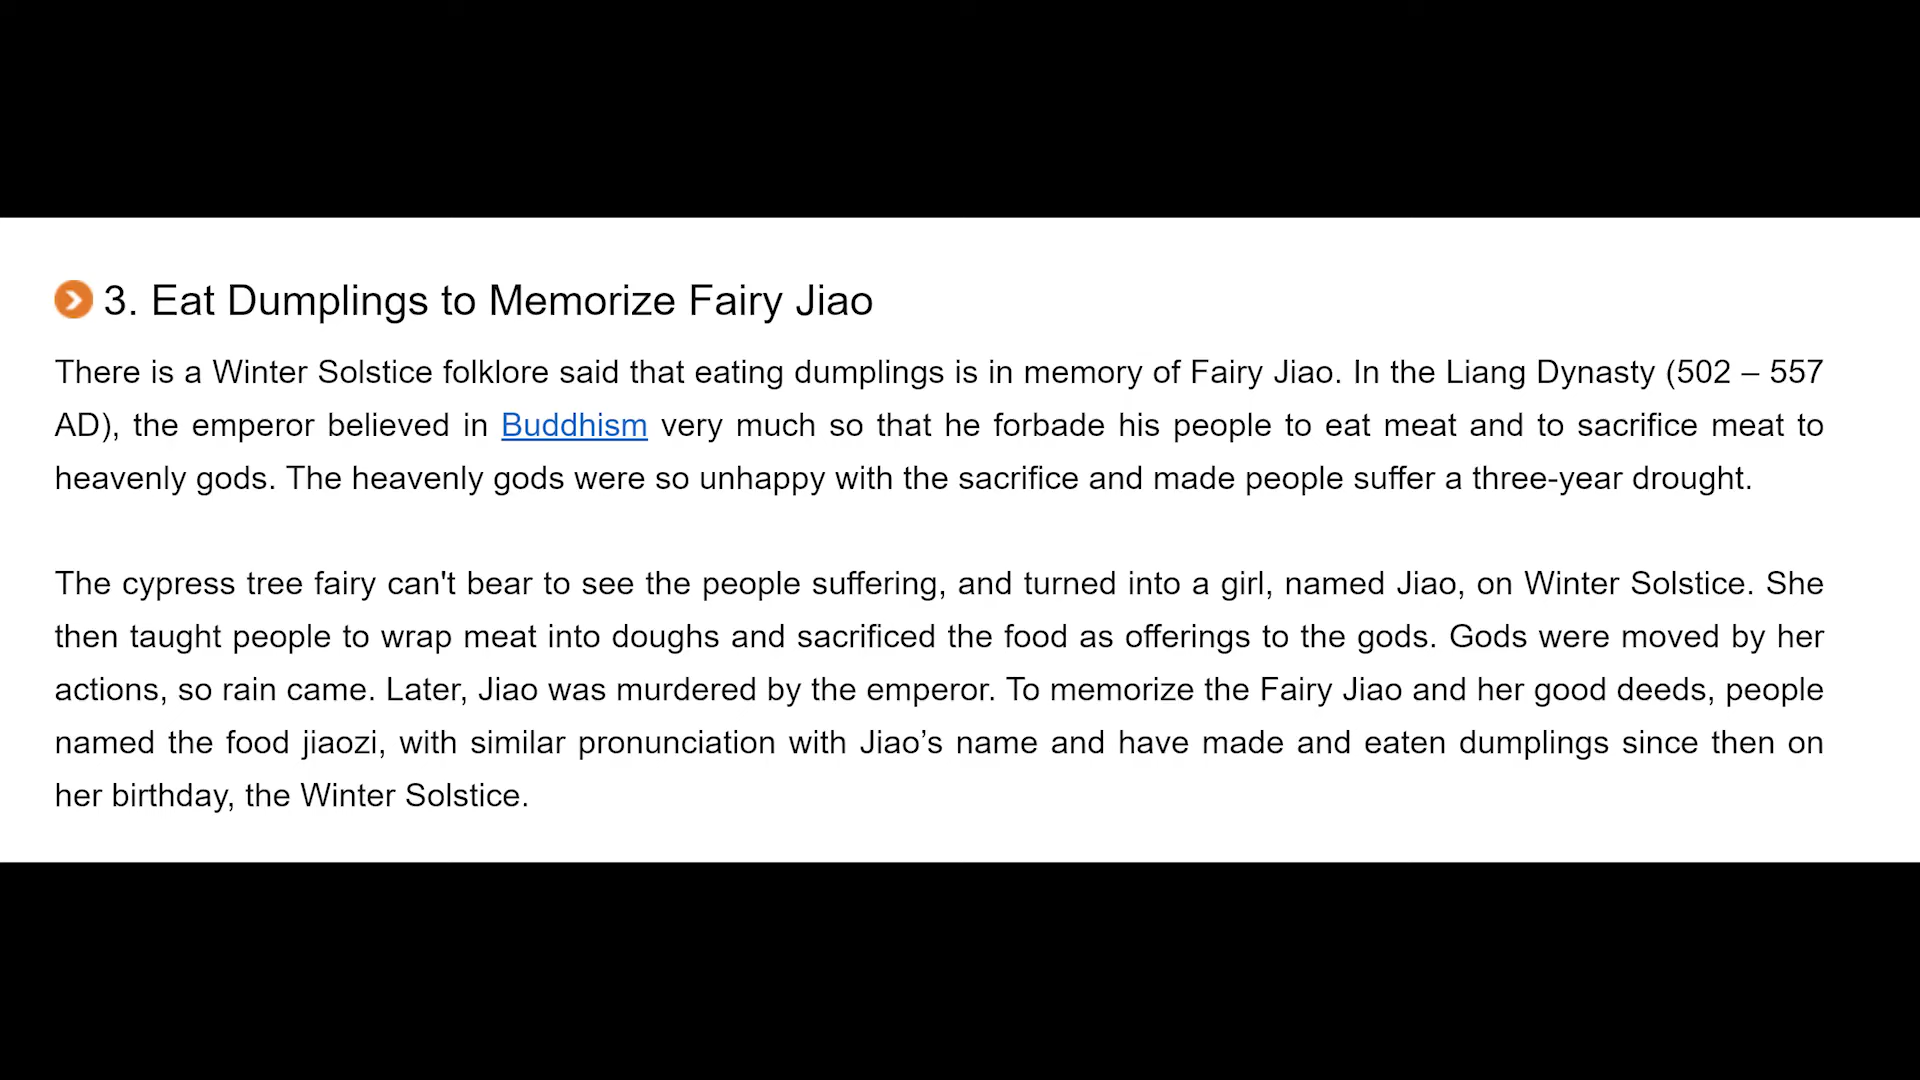 3. Eat Dumplings to Memorize Fairy Jiao
There is a Winter Solstice folklore said that eating dumplings is in memory of Fairy Jiao. In the Liang Dynasty (502 – 557
AD), the emperor believed in Buddhism very much so that he forbade his people to eat meat and to sacrifice meat to
heavenly gods. The heavenly gods were so unhappy with the sacrifice and made people suffer a three-year drought.
The cypress tree fairy can't bear to see the people suffering, and turned into a girl, named Jiao, on Winter Solstice. She
then taught people to wrap meat into doughs and sacrificed the food as offerings to the gods. Gods were moved by her
actions, so rain came. Later, Jiao was murdered by the emperor. To memorize the Fairy Jiao and her good deeds, people
named the food jiaozi, with similar pronunciation with Jiao’s name and have made and eaten dumplings since then on
her birthday, the Winter Solstice.